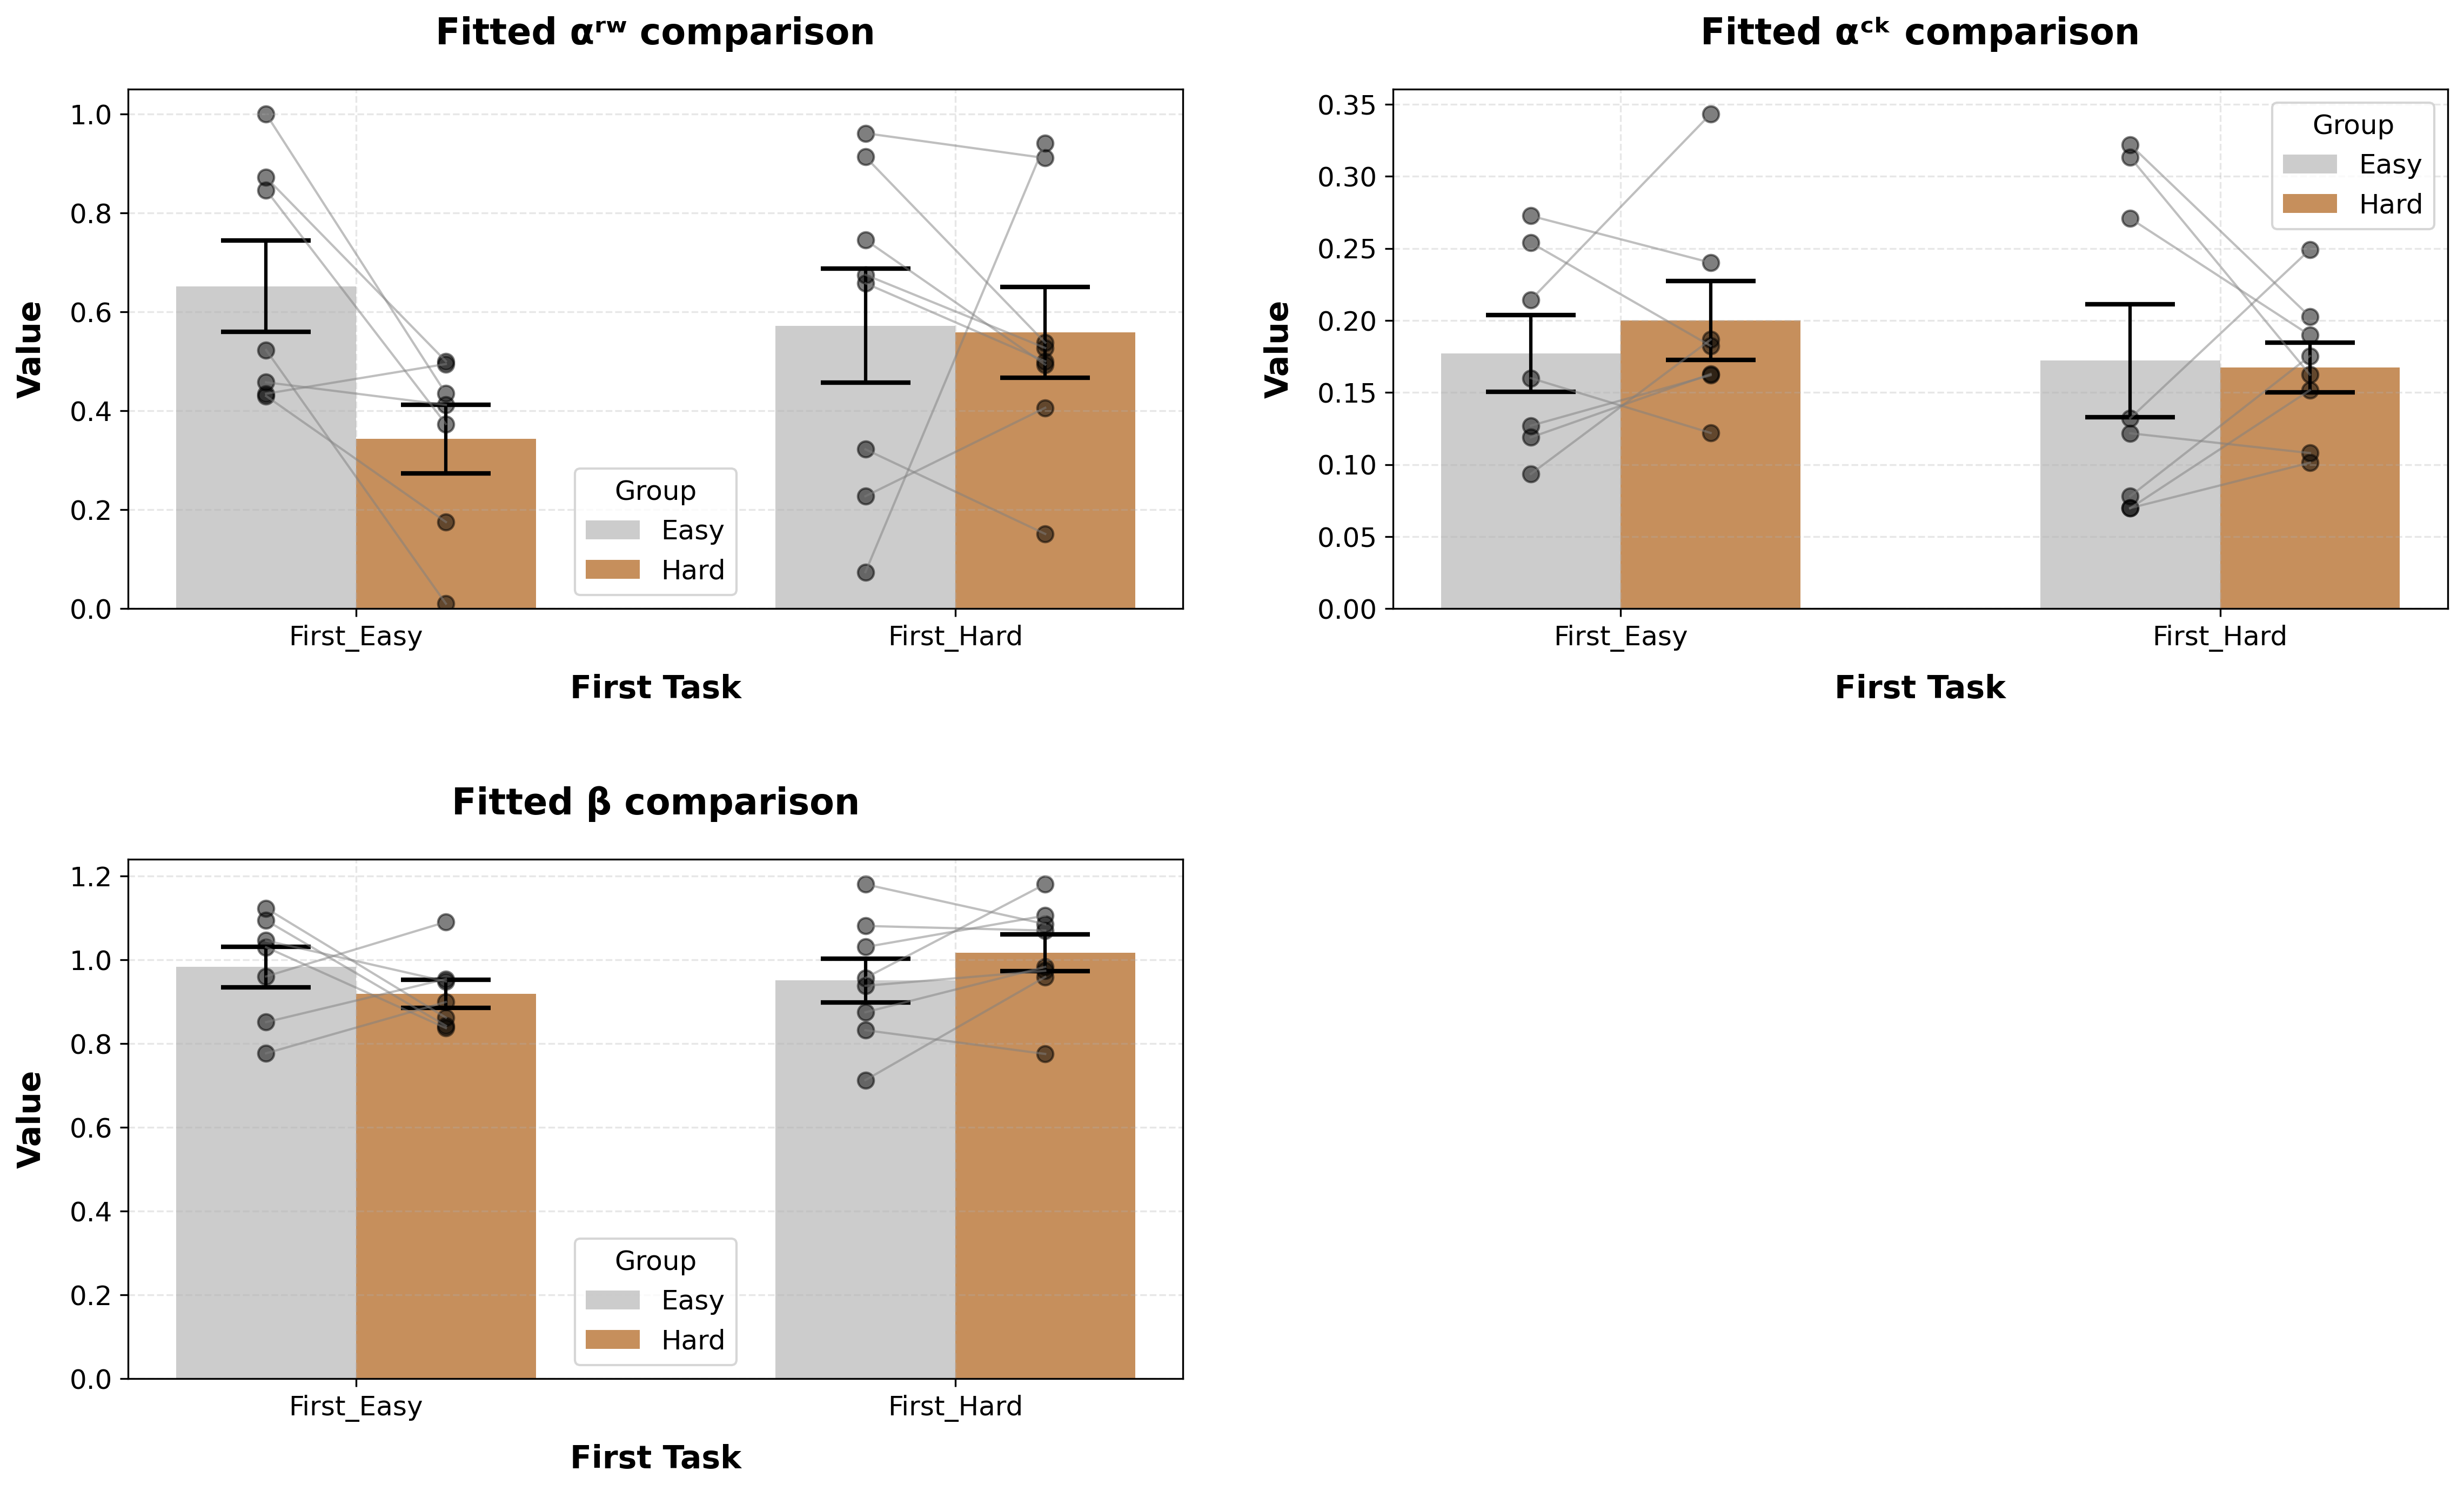 Fitted αʳʷ comparison
Value
1.0
0.8
0.6
0.4
0.2
0.0
Group
Easy
Hard
First_Easy
First_Hard
First Task
Fitted αᶜᵏ comparison
Value
0.35
0.30
0.25
0.20
0.15
0.10
0.05
0.00
Group
Easy
Hard
First_Easy
First_Hard
First Task
Fitted β comparison
Value
1.2
1.0
0.8
0.6
0.4
0.2
0.0
Group
Easy
Hard
First_Easy
First_Hard
First Task